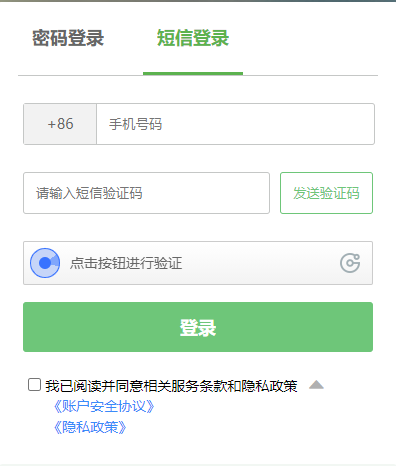 密码登录 短信登录
+86 手机号码
请输入短信验证码 发送验证码
点击按钮进行验证
登录
我已阅读并同意相关服务条款和隐私政策
《账户安全协议》
《隐私政策》